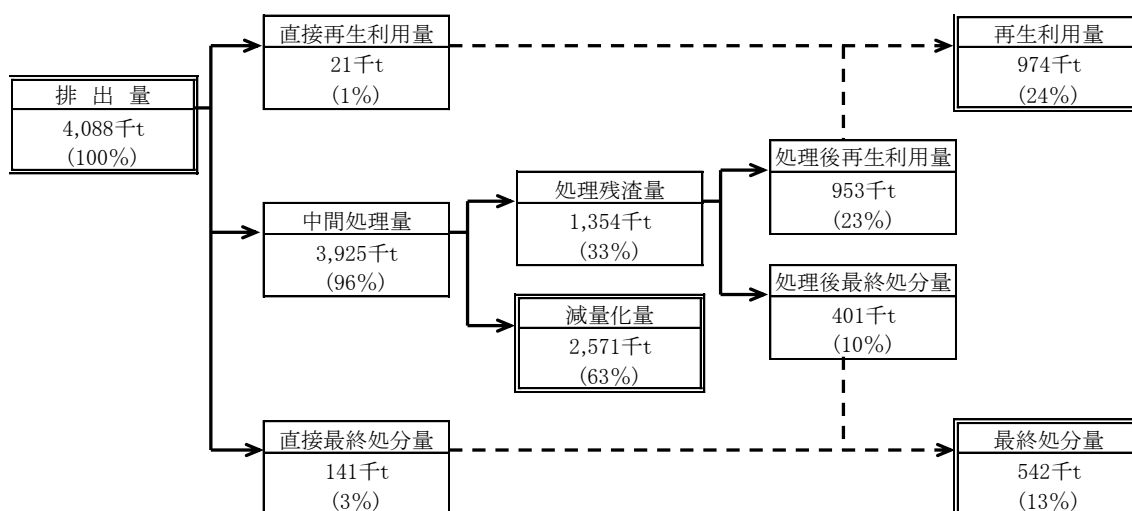 排 出 量
4,088千t
(100%)
直接再生利用量
21千t
(1%)
中間処理量
3,925千t
(96%)
直接最終処分量
141千t
(3%)
処理残渣量
1,354千t
(33%)
減量化量
2,571千t
(63%)
処理後再生利用量
953千t
(23%)
処理後最終処分量
401千t
(10%)
再生利用量
974千t
(24%)
最終処分量
542千t
(13%)